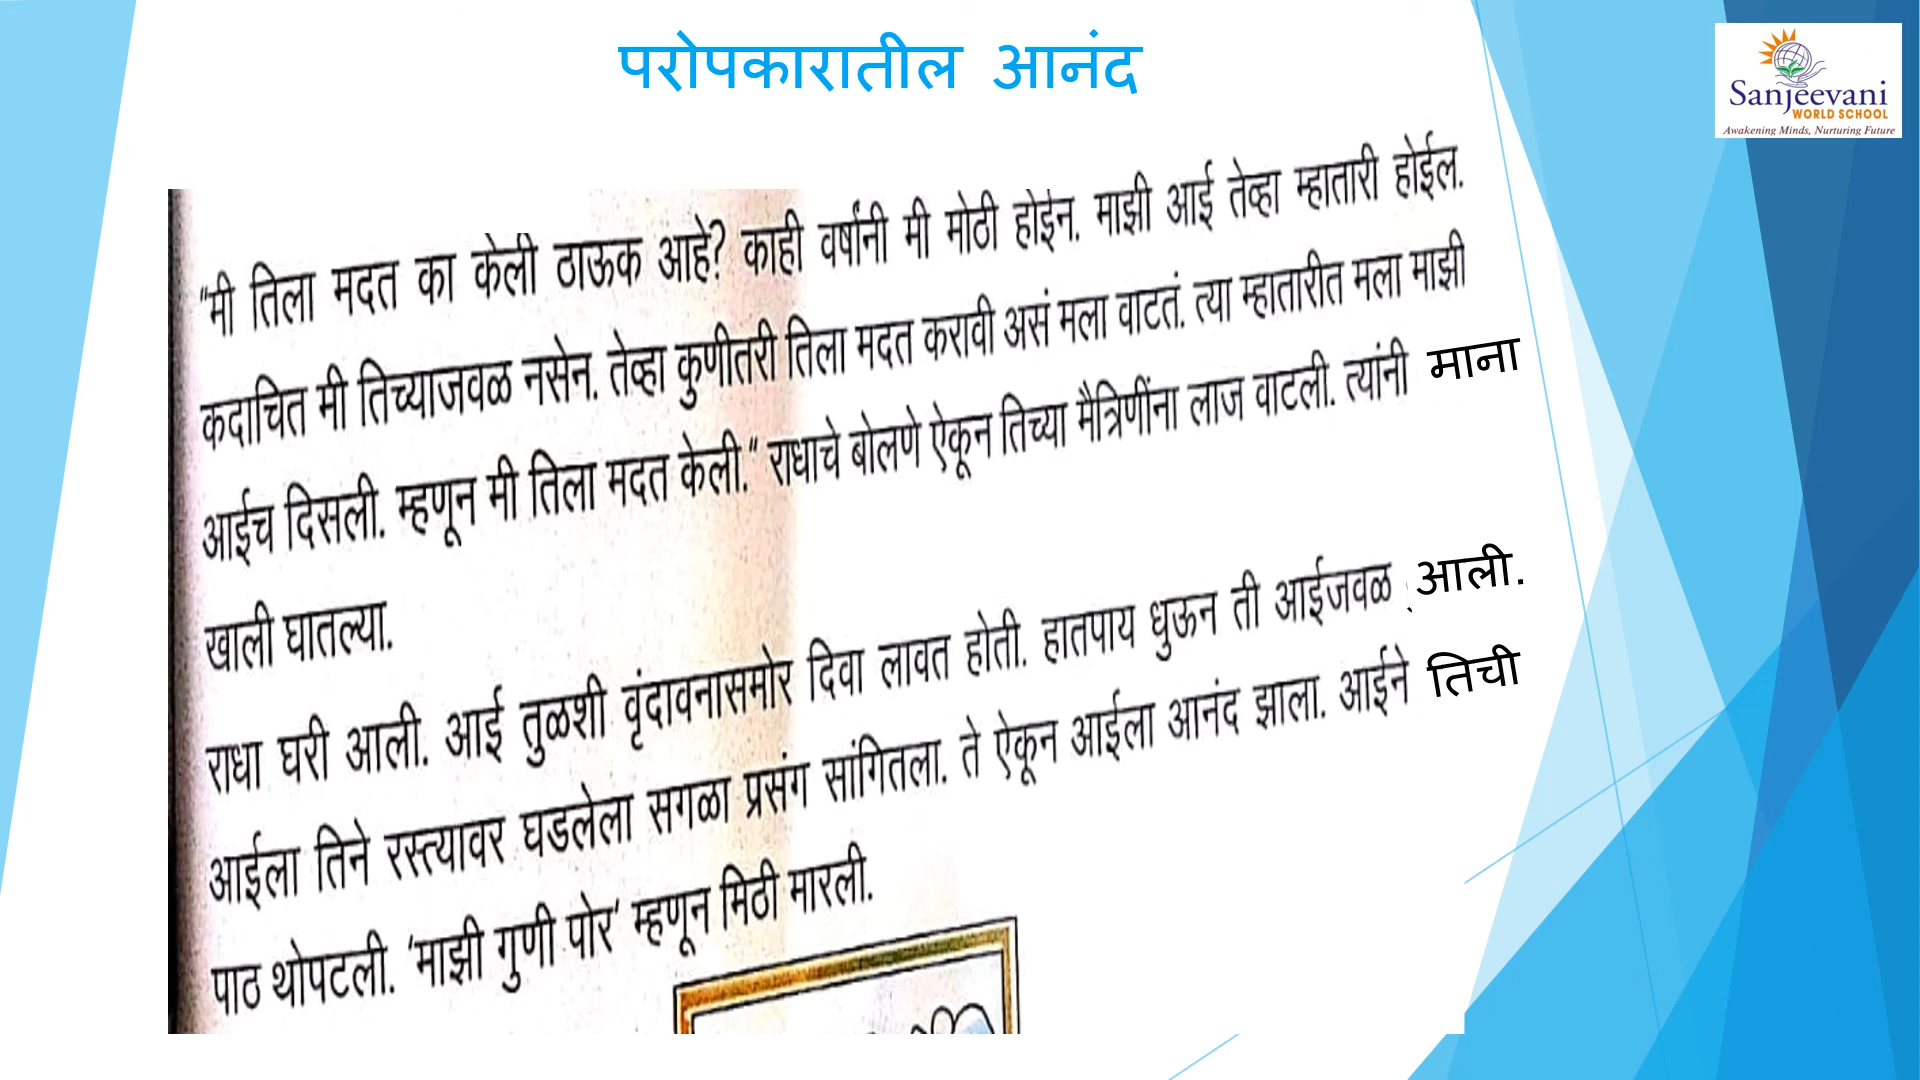 परोपकारातील आनंद
Sanjeevani
WORLD SCHOOL
Awakening Minds, Nurturing Future
"मी तिला मदत का केली ठाऊक आहे? काही वर्षांनी मी मोठी होईन. माझी आई तेव्हा म्हातारी होईल.
कदाचित मी तिच्याजवळ नसेन. तेव्हा कुणीतरी तिला मदत करावी असं मला वाटतं. त्या म्हातारीत मला माझी
आईच दिसली. म्हणून मी तिला मदत केली." राधाचे बोलणे ऐकून तिच्या मैत्रिणींना लाज वाटली. त्यांनी माना
खाली घातल्या.
राधा घरी आली. आई तुळशी वृंदावनासमोर दिवा लावत होती. हातपाय धुऊन ती आईजवळ आली.
आईला तिने रस्त्यावर घडलेला सगळा प्रसंग सांगितला. ते ऐकून आईला आनंद झाला. आईने तिची
पाठ थोपटली. 'माझी गुणी पोर' म्हणून मिठी मारली.